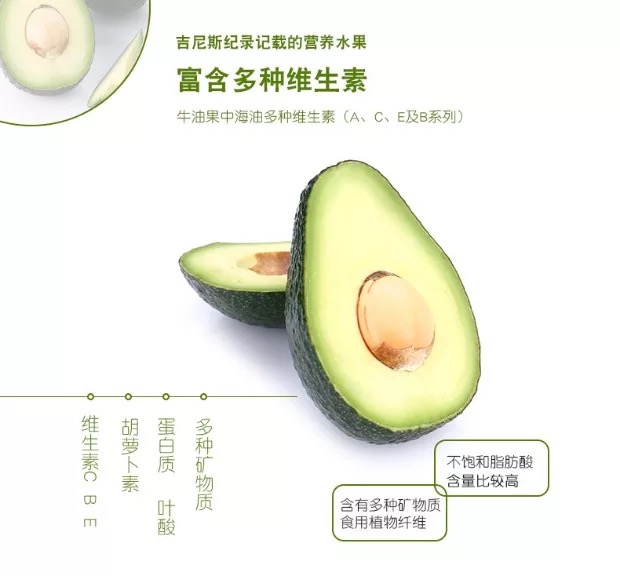 吉尼斯纪录记载的营养水果
富含多种维生素
牛油果中海油多种维生素（A、C、E及B系列）
维生素C B E
胡萝卜素
蛋白质 叶酸
多种矿物质
不饱和脂肪酸
含量比较高
含有多种矿物质
食用植物纤维